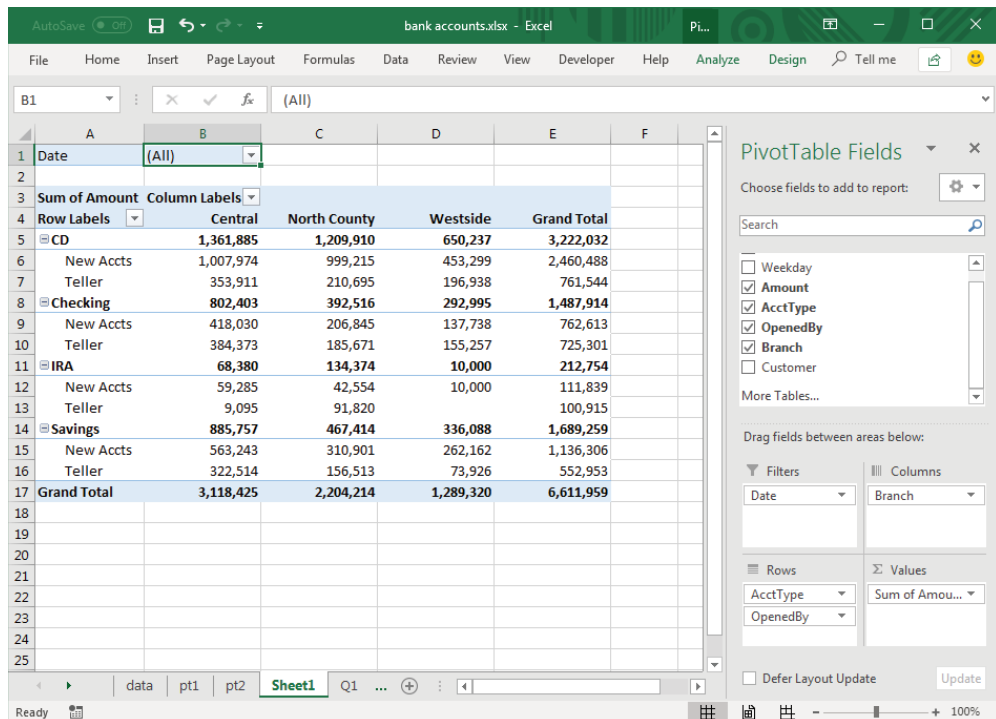 AutoSave Off bank accounts.xlsx - Excel Pi...
File Home Insert Page Layout Formulas Data Review View Developer Help Analyze Design Tell me
B1 fx (All)
A B C D E F
1 Date (All)
2
3 Sum of Amount Column Labels
4 Row Labels Central North County Westside Grand Total
5 CD 1,361,885 1,209,910 650,237 3,222,032
6 New Accts 1,007,974 999,215 453,299 2,460,488
7 Teller 353,911 210,695 196,938 761,544
8 Checking 802,403 392,516 292,995 1,487,914
9 New Accts 418,030 206,845 137,738 762,613
10 Teller 384,373 185,671 155,257 725,301
11 IRA 68,380 134,374 10,000 212,754
12 New Accts 59,285 42,554 10,000 111,839
13 Teller 9,095 91,820 100,915
14 Savings 885,757 467,414 336,088 1,689,259
15 New Accts 563,243 310,901 262,162 1,136,306
16 Teller 322,514 156,513 73,926 552,953
17 Grand Total 3,118,425 2,204,214 1,289,320 6,611,959
18
19
20
21
22
23
24
25
PivotTable Fields
Choose fields to add to report:
Search
Weekday
Amount
AcctType
OpenedBy
Branch
Customer
More Tables...
Drag fields between areas below:
Filters Columns
Date Branch
Rows Σ Values
AcctType Sum of Amou...
OpenedBy
Defer Layout Update Update
data pt1 pt2 Sheet1 Q1 ...
Ready - + 100%